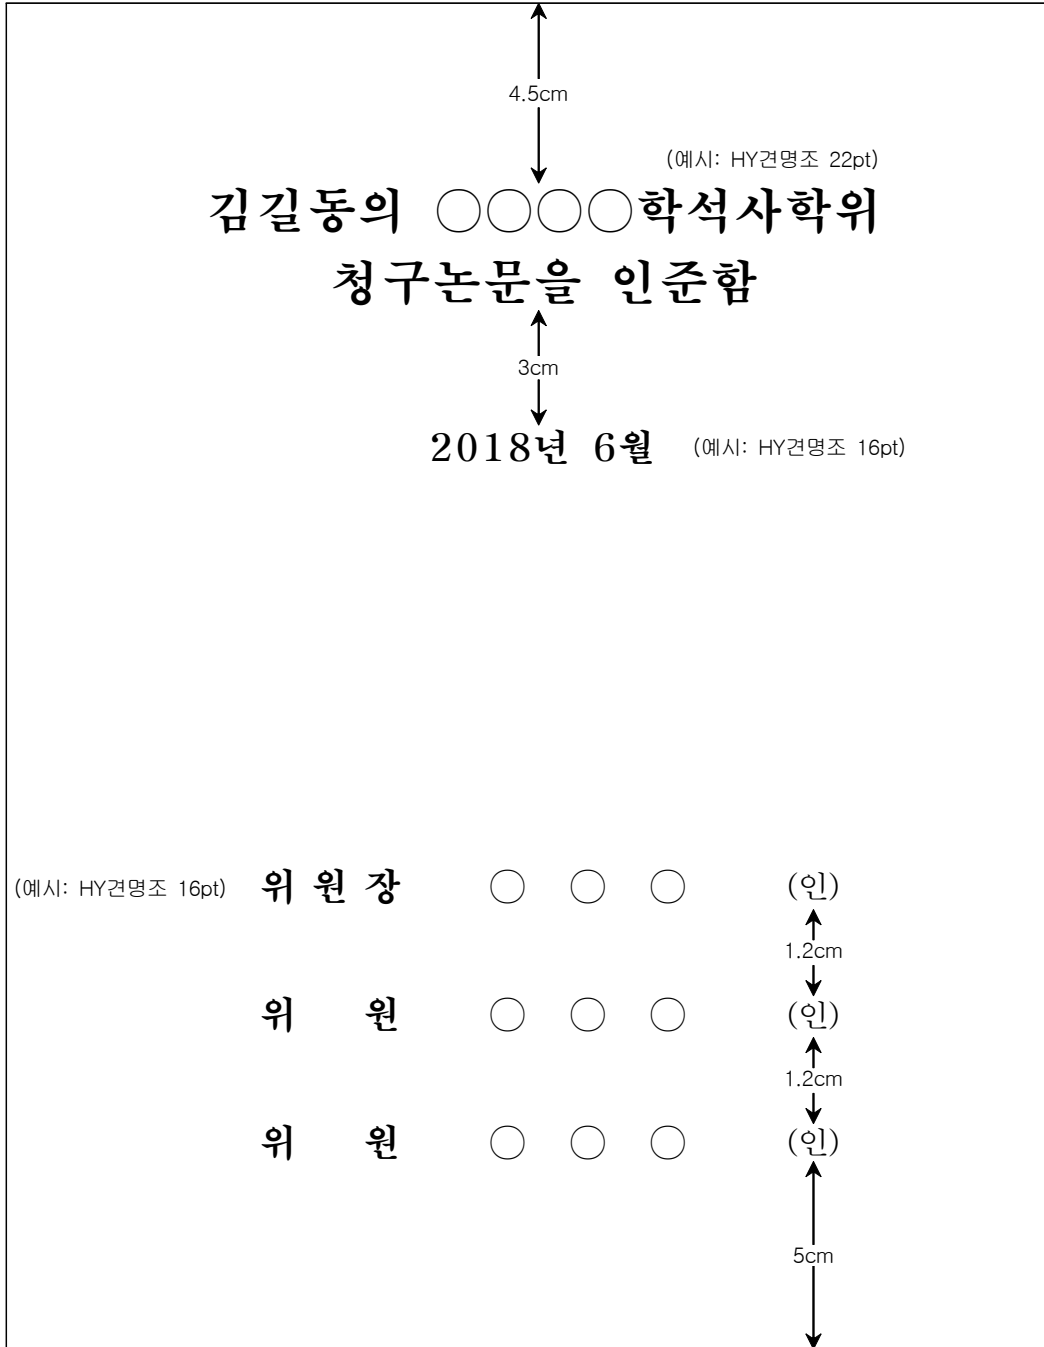 4.5cm
(예시: HY견명조 22pt)
김길동의 ○○○○학석사학위
청구논문을 인준함
3cm
2018년 6월 (예시: HY견명조 16pt)
(예시: HY견명조 16pt) 위 원 장 ○ ○ ○ (인)
1.2cm
위 원 ○ ○ ○ (인)
1.2cm
위 원 ○ ○ ○ (인)
5cm